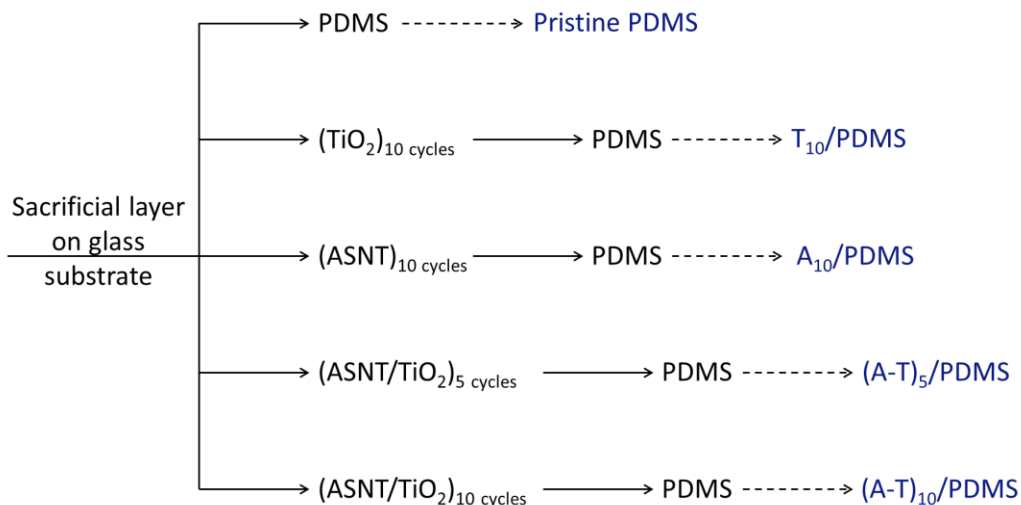 PDMS Pristine PDMS
(TiO₂)₁₀ cycles PDMS T₁₀/PDMS
Sacrificial layer
on glass
substrate
(ASNT)₁₀ cycles PDMS A₁₀/PDMS
(ASNT/TiO₂)₅ cycles PDMS (A-T)₅/PDMS
(ASNT/TiO₂)₁₀ cycles PDMS (A-T)₁₀/PDMS